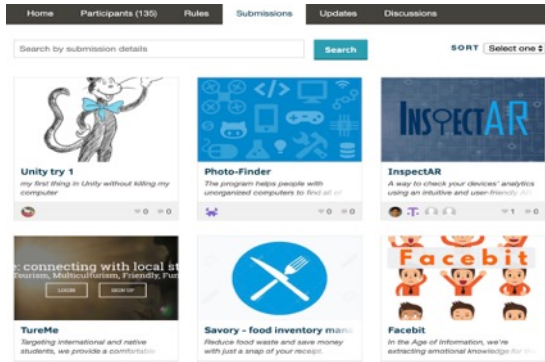 Home Participants (135) Rules Submissions Updates Discussions
Search by submission details Search SORT Select one
INSPECTAR
Unity try 1
my first thing in Unity without killing my
computer
0 0
Photo-Finder
The program helps people with
unorganized computers to find all of
0 0
InspectAR
A way to check your devices' analytics
using an intuitive and user-friendly AR
1 0
e: connecting with local st
Tourism, Multiculturism, Friendly, Fun
LOGIN SIGN UP
Facebit
TureMe
Targeting international and native
students, we provide a comfortable
Savory - food inventory mana
Reduce food waste and save money
with just a snap of your receipt.
Facebit
In the Age of Information, we're
extracting emotional knowledge for the